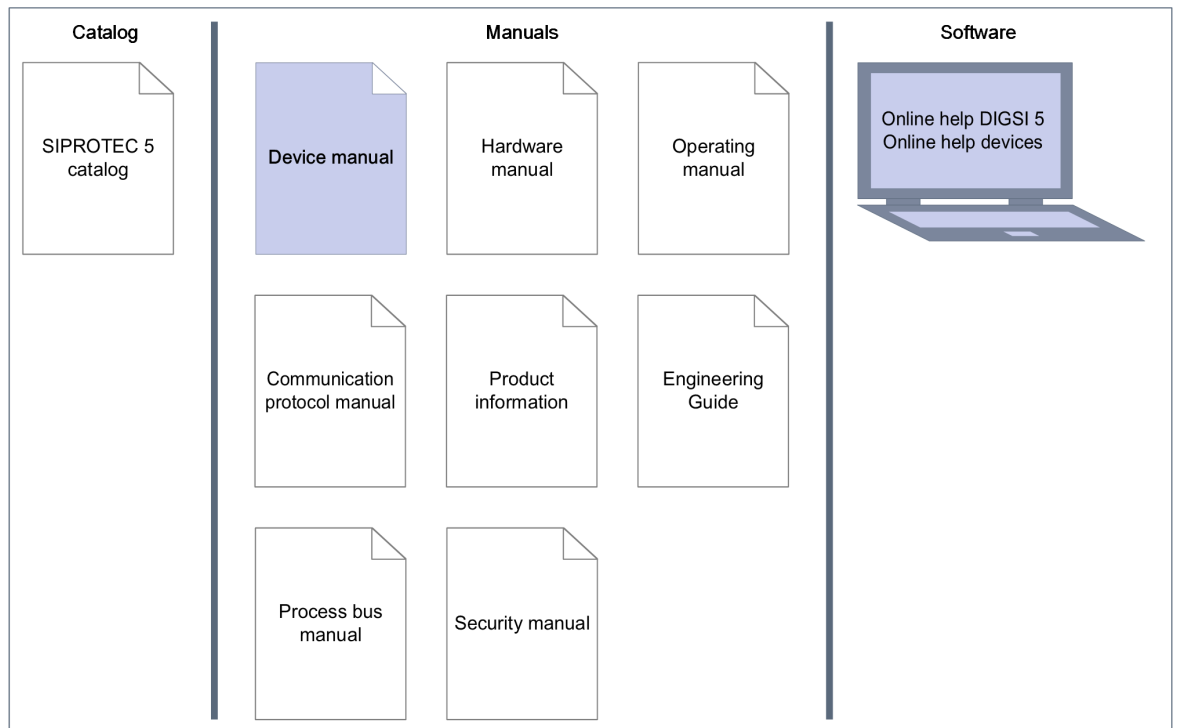 Catalog
Manuals
Software
SIPROTEC 5
catalog
Device manual
Hardware
manual
Operating
manual
Online help DIGSI 5
Online help devices
Communication
protocol manual
Product
information
Engineering
Guide
Process bus
manual
Security manual